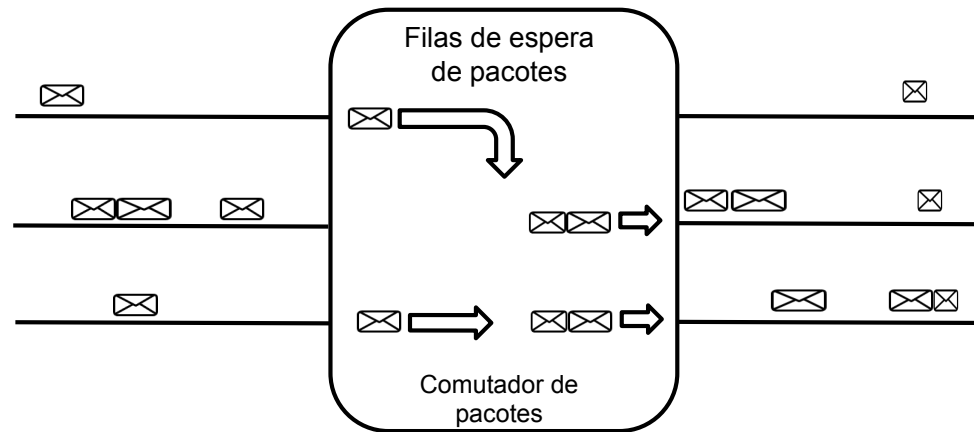 Filas de espera
de pacotes
Comutador de
pacotes